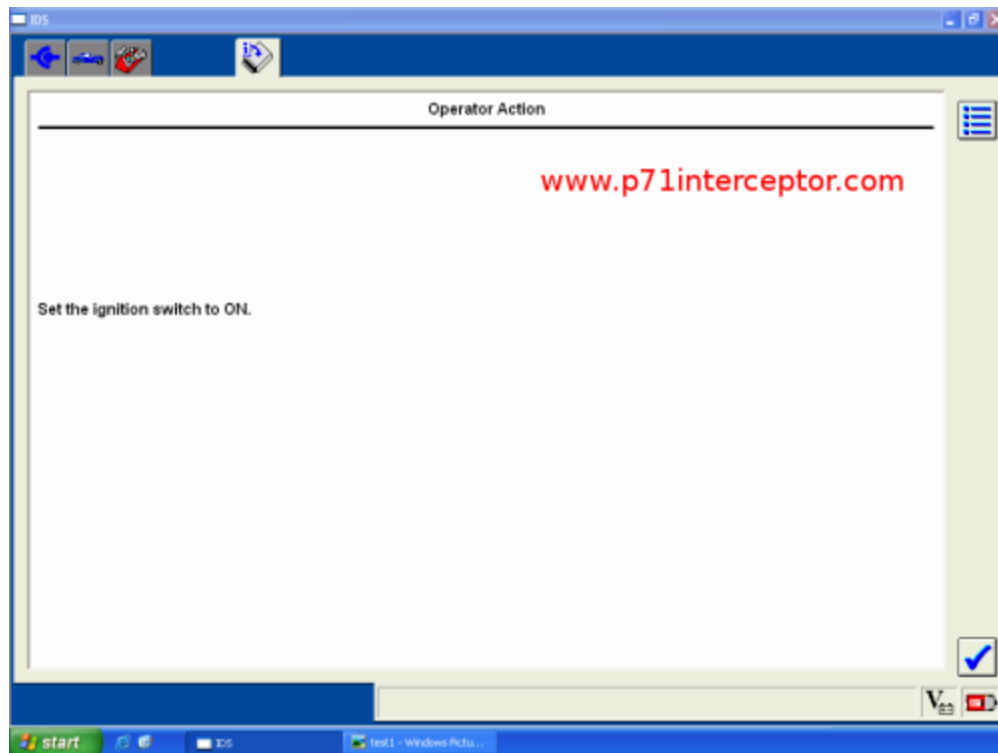 IDS
Operator Action
www.p71interceptor.com
Set the ignition switch to ON.
V
start
IDS
test1 - Windows Pictu...